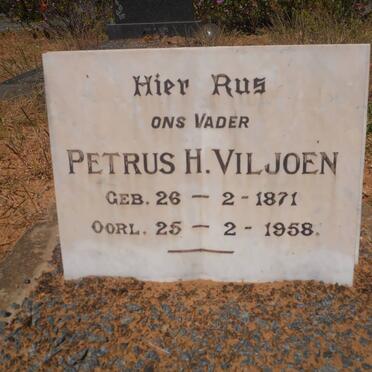 Hier Rus
ONS VADER
PETRUS H. VILJOEN
GEB. 26 – 2 - 1871
OORL. 25 – 2 - 1958.